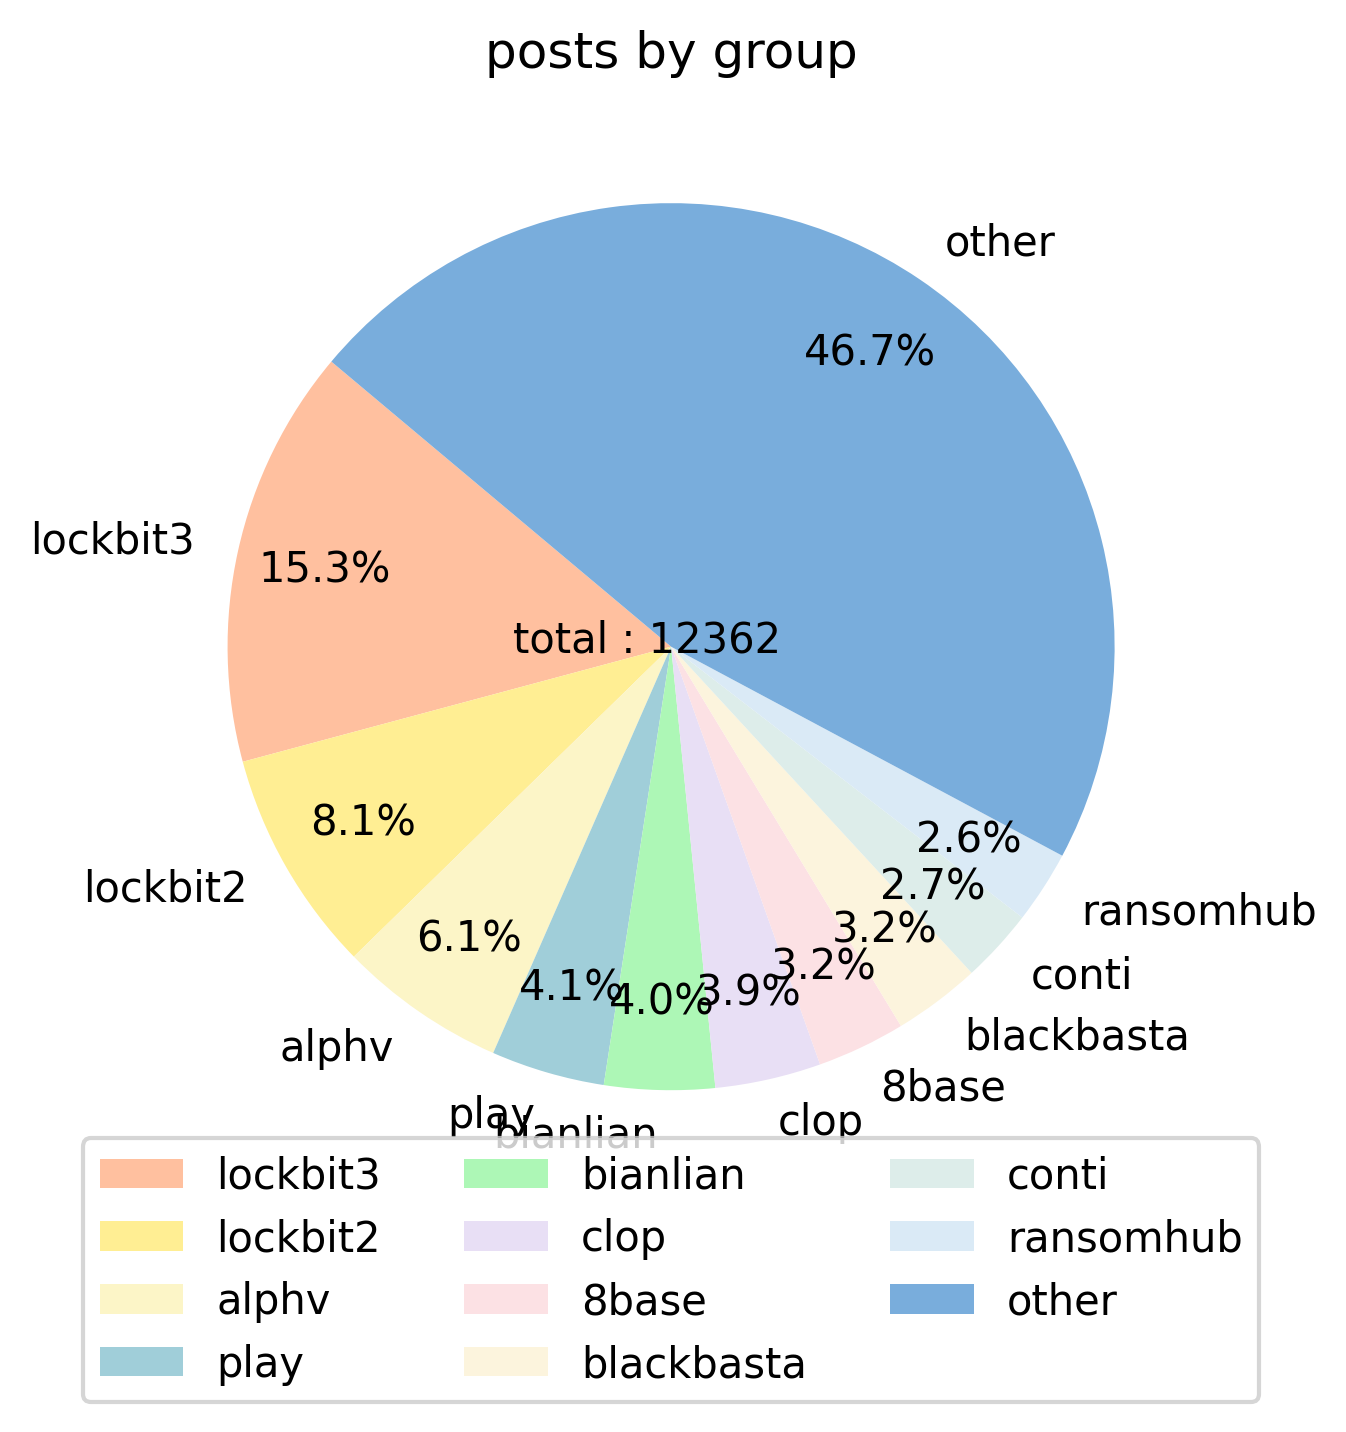 posts by group
other
46.7%
lockbit3
15.3%
total : 12362
8.1%
lockbit2
2.6%
2.7%
ransomhub
3.2%
6.1%
3.2%
conti
4.1%
4.0%
3.9%
blackbasta
alphv
8base
play
bianlian
clop
lockbit3
lockbit2
alphv
play
bianlian
clop
8base
blackbasta
conti
ransomhub
other